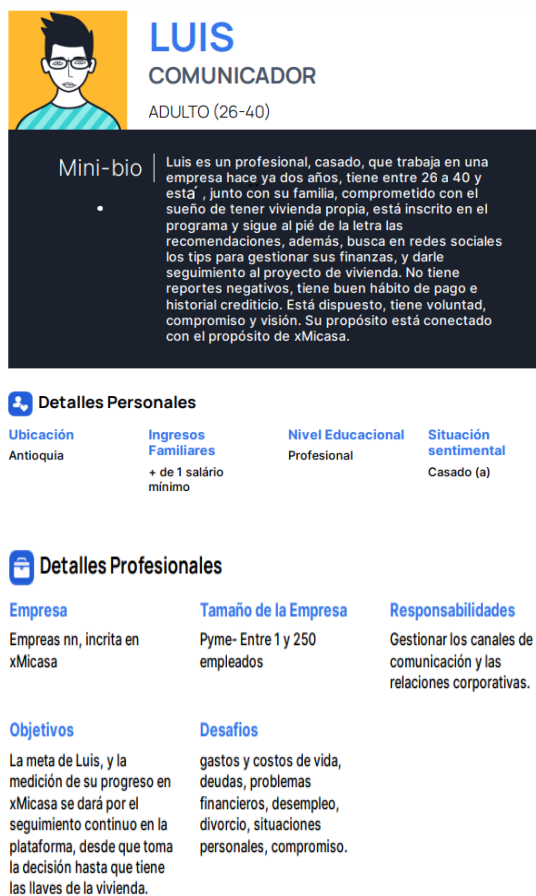 LUIS
COMUNICADOR
ADULTO (26-40)
Mini-bio
Luis es un profesional, casado, que trabaja en una
empresa hace ya dos años, tiene entre 26 a 40 y
está , junto con su familia, comprometido con el
sueño de tener vivienda propia, está inscrito en el
programa y sigue al pié de la letra las
recomendaciones, además, busca en redes sociales
los tips para gestionar sus finanzas, y darle
seguimiento al proyecto de vivienda. No tiene
reportes negativos, tiene buen hábito de pago e
historial crediticio. Está dispuesto, tiene voluntad,
compromiso y visión. Su propósito está conectado
con el propósito de xMicasa.
Detalles Personales
Ubicación
Antioquia
Ingresos
Familiares
+ de 1 salário
mínimo
Nivel Educacional
Profesional
Situación
sentimental
Casado (a)
Detalles Profesionales
Empresa
Empreas nn, incrita en
xMicasa
Tamaño de la Empresa
Pyme- Entre 1 y 250
empleados
Responsabilidades
Gestionar los canales de
comunicación y las
relaciones corporativas.
Objetivos
La meta de Luis, y la
medición de su progreso en
xMicasa se dará por el
seguimiento continuo en la
plataforma, desde que toma
la decisión hasta que tiene
las llaves de la vivienda.
Desafios
gastos y costos de vida,
deudas, problemas
financieros, desempleo,
divorcio, situaciones
personales, compromiso.